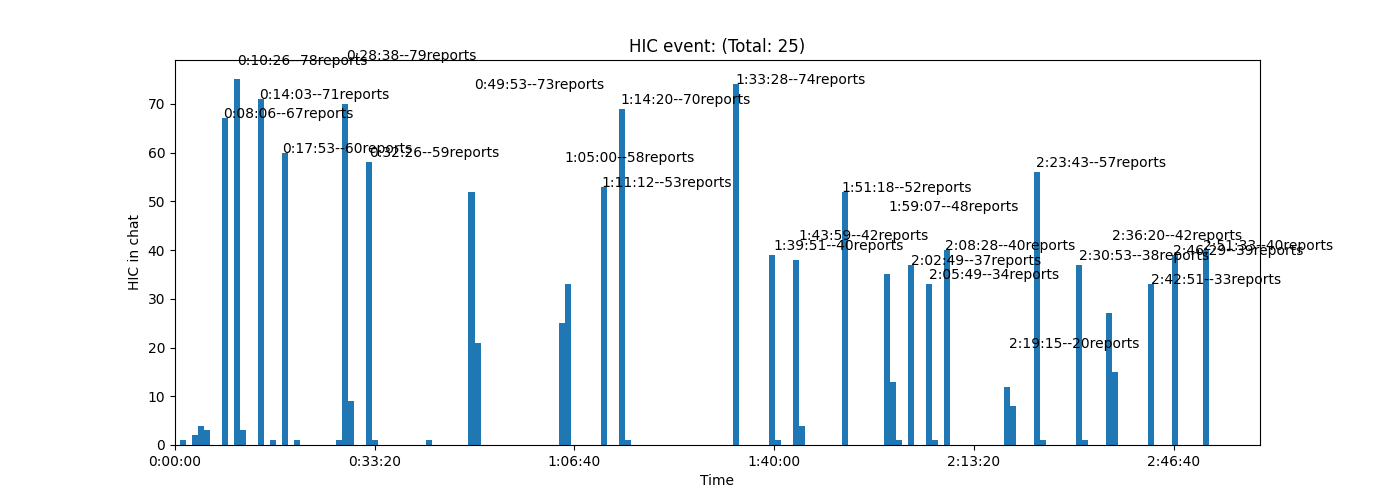 HIC event: (Total: 25)
0:28:38--79reports
0:10:26--78reports
1:33:28--74reports
0:49:53--73reports
0:14:03--71reports
1:14:20--70reports
0:08:06--67reports
2:23:43--57reports
1:05:00--58reports
0:17:53--60reports
0:32:26--59reports
1:11:12--53reports
1:51:18--52reports
1:59:07--48reports
1:43:59--42reports
2:36:20--42reports
1:39:51--40reports
2:08:28--40reports
2:51:33--40reports
2:46:29--39reports
2:30:53--38reports
2:02:49--37reports
2:05:49--34reports
2:42:51--33reports
2:19:15--20reports
HIC in chat
70
60
50
40
30
20
10
0
0:00:00
0:33:20
1:06:40
1:40:00
2:13:20
2:46:40
Time